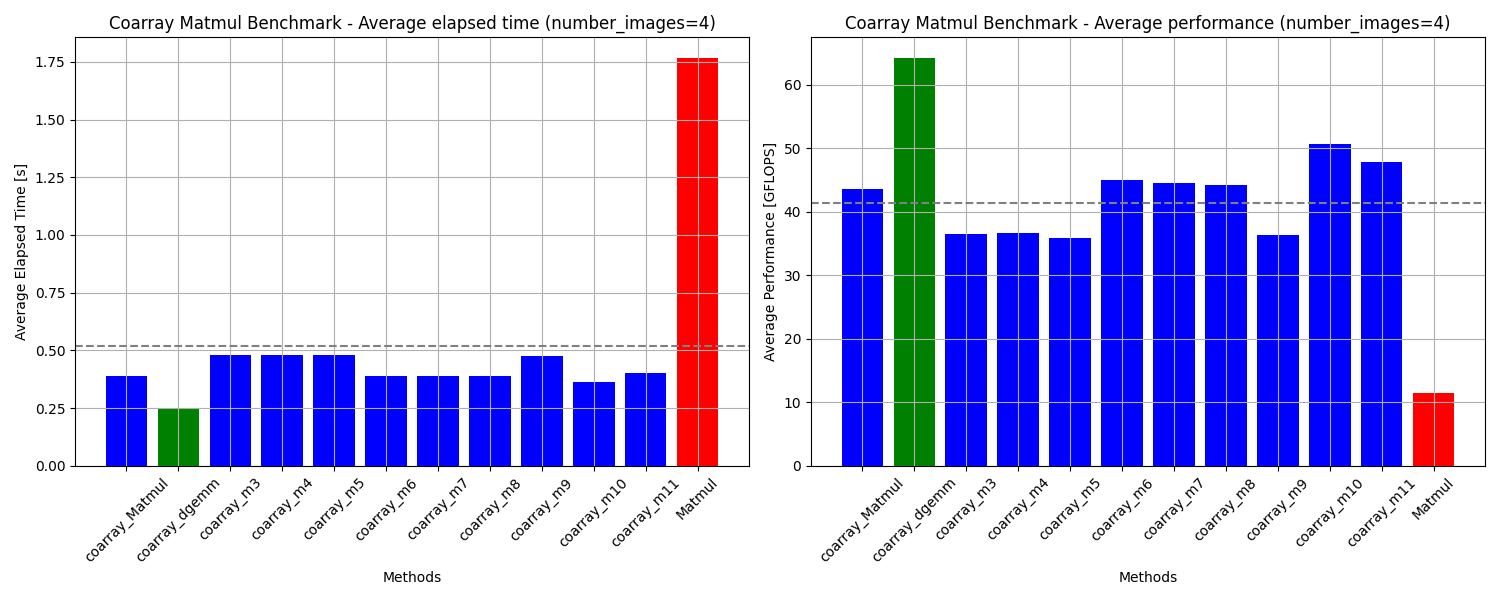 Coarray Matmul Benchmark - Average elapsed time (number_images=4)
Average Elapsed Time [s]
1.75
1.50
1.25
1.00
0.75
0.50
0.25
0.00
coarray_Matmul
coarray_dgemm
coarray_m3
coarray_m4
coarray_m5
coarray_m6
coarray_m7
coarray_m8
coarray_m9
coarray_m10
coarray_m11
Matmul
Methods
Coarray Matmul Benchmark - Average performance (number_images=4)
Average Performance [GFLOPS]
60
50
40
30
20
10
0
coarray_Matmul
coarray_dgemm
coarray_m3
coarray_m4
coarray_m5
coarray_m6
coarray_m7
coarray_m8
coarray_m9
coarray_m10
coarray_m11
Matmul
Methods